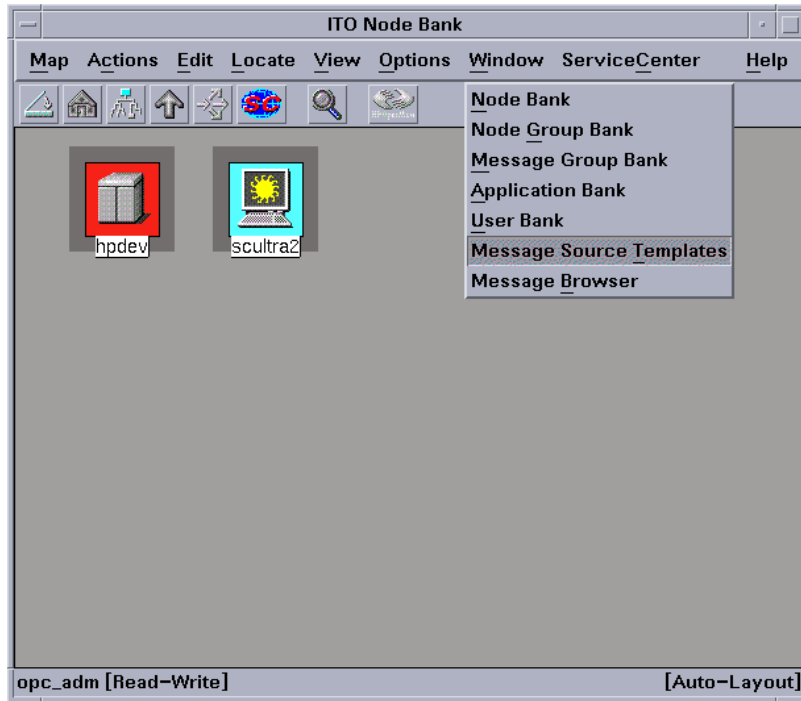 ITO Node Bank
Map Actions Edit Locate View Options Window ServiceCenter Help
SC
Node Bank
Node Group Bank
Message Group Bank
Application Bank
User Bank
Message Source Templates
Message Browser
hpdev scultra2
opc_adm [Read-Write] [Auto-Layout]